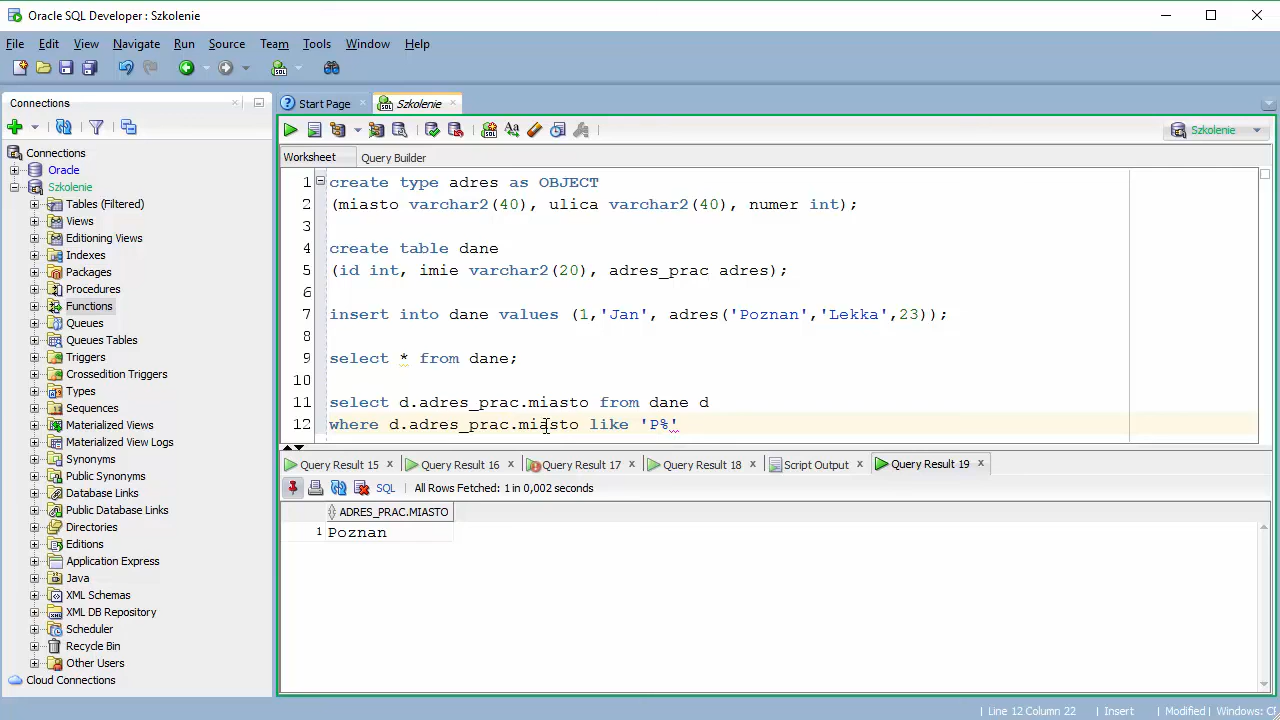 Oracle SQL Developer : Szkolenie
File Edit View Navigate Run Source Team Tools Window Help
Connections
Start Page
Szkolenie
Szkolenie
Worksheet Query Builder
Connections
Oracle
Szkolenie
Tables (Filtered)
Views
Editioning Views
Indexes
Packages
Procedures
Functions
Queues
Queues Tables
Triggers
Crossedition Triggers
Types
Sequences
Materialized Views
Materialized View Logs
Synonyms
Public Synonyms
Database Links
Public Database Links
Directories
Editions
Application Express
Java
XML Schemas
XML DB Repository
Scheduler
Recycle Bin
Other Users
Cloud Connections
1 create type adres as OBJECT
2 (miasto varchar2(40), ulica varchar2(40), numer int);
3
4 create table dane
5 (id int, imie varchar2(20), adres_prac adres);
6
7 insert into dane values (1,'Jan', adres('Poznan','Lekka',23));
8
9 select * from dane;
10
11 select d.adres_prac.miasto from dane d
12 where d.adres_prac.miasto like 'P%'
Query Result 15 Query Result 16 Query Result 17 Query Result 18 Script Output Query Result 19
SQL All Rows Fetched: 1 in 0,002 seconds
ADRES_PRAC.MIASTO
1 Poznan
Line 12 Column 22 Insert Modified Windows: C